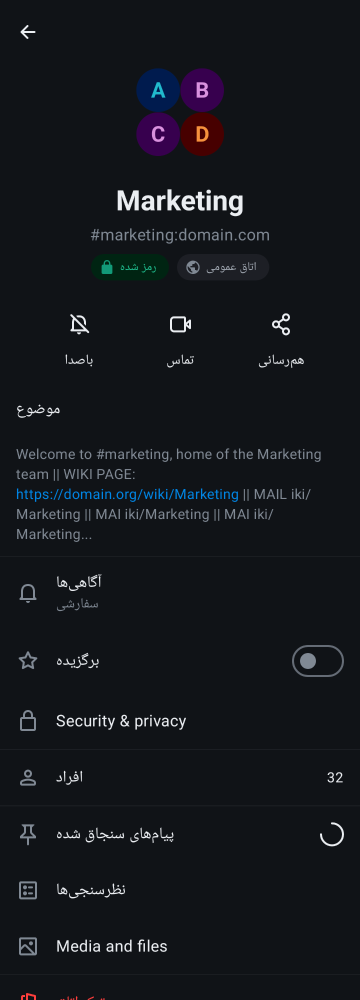 A B
C D
Marketing
#marketing:domain.com
رمز شده
اتاق عمومی
باصدا
تماس
هم‌رسانی
موضوع
Welcome to #marketing, home of the Marketing
team || WIKI PAGE:
https://domain.org/wiki/Marketing || MAIL iki/
Marketing || MAI iki/Marketing || MAI iki/
Marketing...
آگاهی‌ها
سفارشی
برگزیده
Security & privacy
افراد 32
پیام‌های سنجاق شده
نظرسنجی‌ها
Media and files